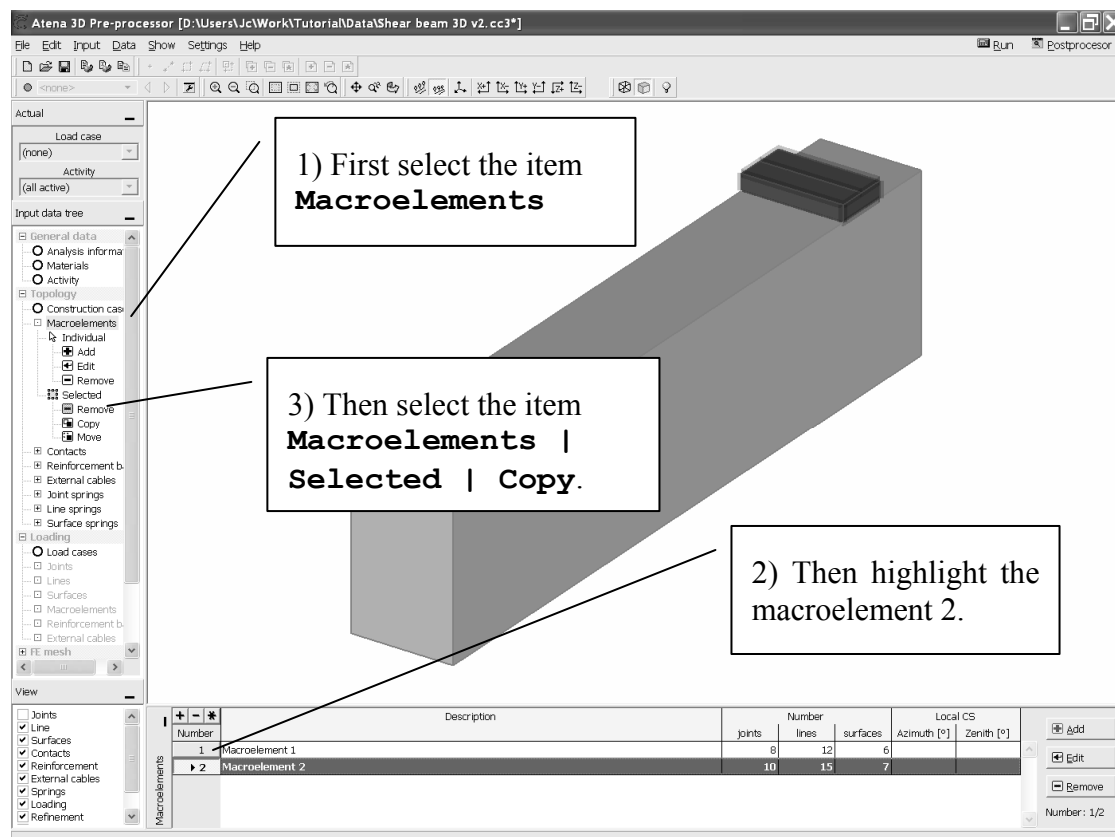 Atena 3D Pre-processor [D:\Users\Jc\Work\Tutorial\Data\Shear beam 3D v2.cc3*]
File Edit Input Data Show Settings Help Run Postprocesor
<none>
Actual
Load case
(none)
Activity
(all active)
Input data tree
General data
Analysis informa
Materials
Activity
Topology
Construction cas
Macroelements
Individual
Add
Edit
Remove
Selected
Remove
Copy
Move
Contacts
Reinforcement b
External cables
Joint springs
Line springs
Surface springs
Loading
Load cases
Joints
Lines
Surfaces
Macroelements
Reinforcement b
External cables
FE mesh
View
Joints
Line
Surfaces
Contacts
Reinforcement
External cables
Springs
Loading
Refinement
1) First select the item
Macroelements
3) Then select the item
Macroelements |
Selected | Copy.
2) Then highlight the
macroelement 2.
Macroelements
Description Number Local CS
Number joints lines surfaces Azimuth [º] Zenith [º]
1 Macroelement 1 8 12 6
2 Macroelement 2 10 15 7
Add
Edit
Remove
Number: 1/2